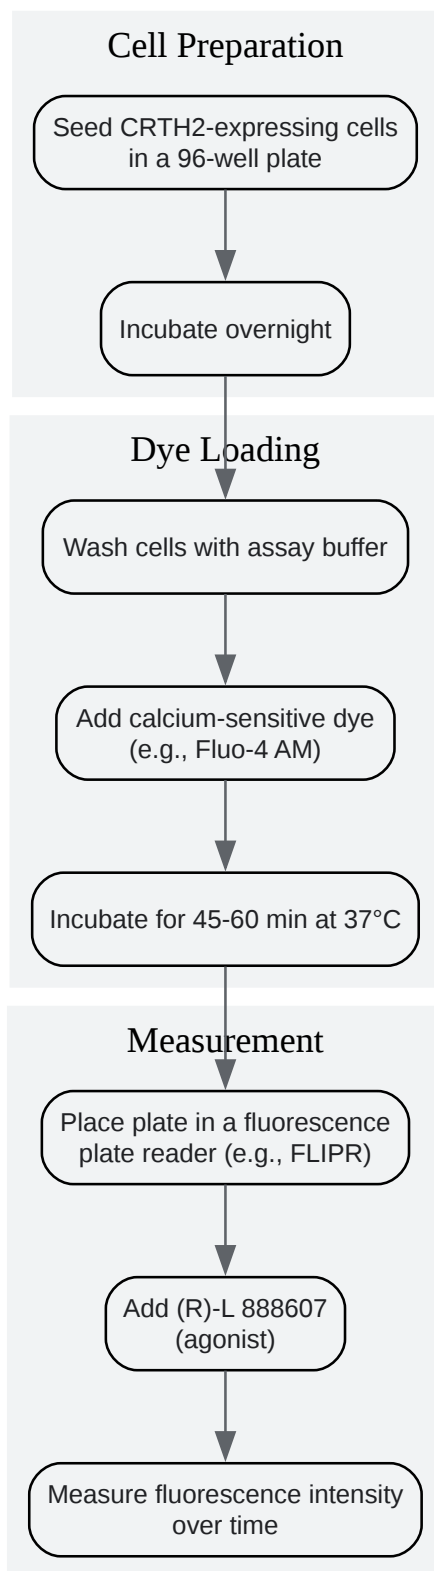 Cell Preparation
Seed CRTH2-expressing cells
in a 96-well plate
Incubate overnight
Dye Loading
Wash cells with assay buffer
Add calcium-sensitive dye
(e.g., Fluo-4 AM)
Incubate for 45-60 min at 37°C
Measurement
Place plate in a fluorescence
plate reader (e.g., FLIPR)
Add (R)-L 888607
(agonist)
Measure fluorescence intensity
over time